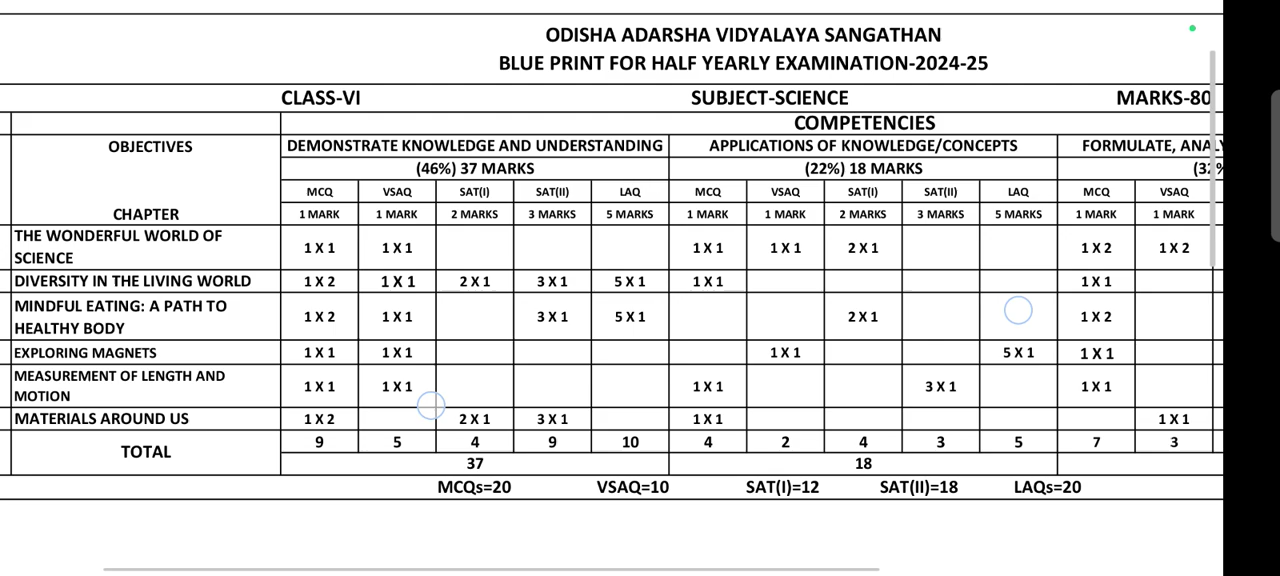 ODISHA ADARSHA VIDYALAYA SANGATHAN
BLUE PRINT FOR HALF YEARLY EXAMINATION-2024-25
CLASS-VI SUBJECT-SCIENCE MARKS-80
COMPETENCIES
OBJECTIVES DEMONSTRATE KNOWLEDGE AND UNDERSTANDING APPLICATIONS OF KNOWLEDGE/CONCEPTS FORMULATE,
(46%) 37 MARKS (22%) 18 MARKS
MCQ VSAQ SAT(I) SAT(II) LAQ MCQ VSAQ SAT(I) SAT(II) LAQ MCQ VSAQ
CHAPTER 1 MARK 1 MARK 2 MARKS 3 MARKS 5 MARKS 1 MARK 1 MARK 2 MARKS 3 MARKS 5 MARKS 1 MARK 1 MARK
THE WONDERFUL WORLD OF
SCIENCE 1 X 1 1 X 1 1 X 1 1 X 1 2 X 1 1 X 2 1 X 2
DIVERSITY IN THE LIVING WORLD 1 X 2 1 X 1 2 X 1 3 X 1 5 X 1 1 X 1 1 X 1
MINDFUL EATING: A PATH TO
HEALTHY BODY 1 X 2 1 X 1 3 X 1 5 X 1 2 X 1 1 X 2
EXPLORING MAGNETS 1 X 1 1 X 1 1 X 1 5 X 1 1 X 1
MEASUREMENT OF LENGTH AND
MOTION 1 X 1 1 X 1 1 X 1 3 X 1 1 X 1
MATERIALS AROUND US 1 X 2 2 X 1 3 X 1 1 X 1 1 X 1
TOTAL 9 5 4 9 10 4 2 4 3 5 7 3
37 18
MCQs=20 VSAQ=10 SAT(I)=12 SAT(II)=18 LAQs=20